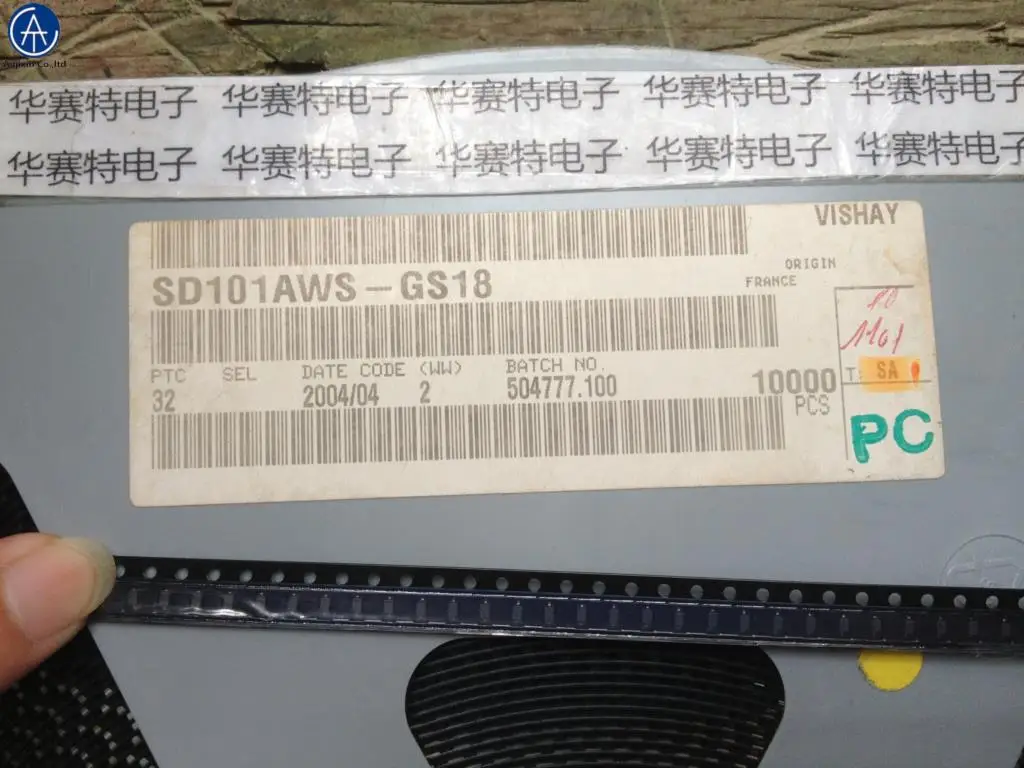 Aqixin Co.,ltd
华赛特电子 华赛特电子 华赛特电子 华赛特电子 华赛特电子
华赛特电子 华赛特电子 华赛特电子 华赛特电子 华赛特电子
VISHAY
ORIGIN
FRANCE
SD101AWS-GS18
PTC SEL DATE CODE (WW) BATCH NO.
32 2004/04 2 504777.100 10000
PCS
T. SA
PC